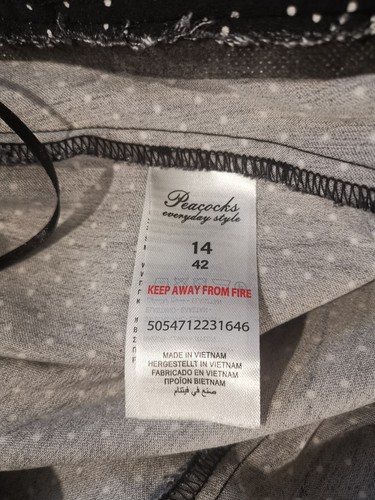 Peacocks
everyday style
14
42
KEEP AWAY FROM FIRE
5054712231646
MADE IN VIETNAM
HERGESTELLT IN VIETNAM
FABRICADO EN VIETNAM
ΠΡΟΪΟΝ ΒΙΕΤΝΑΜ
صنع في فيتنام